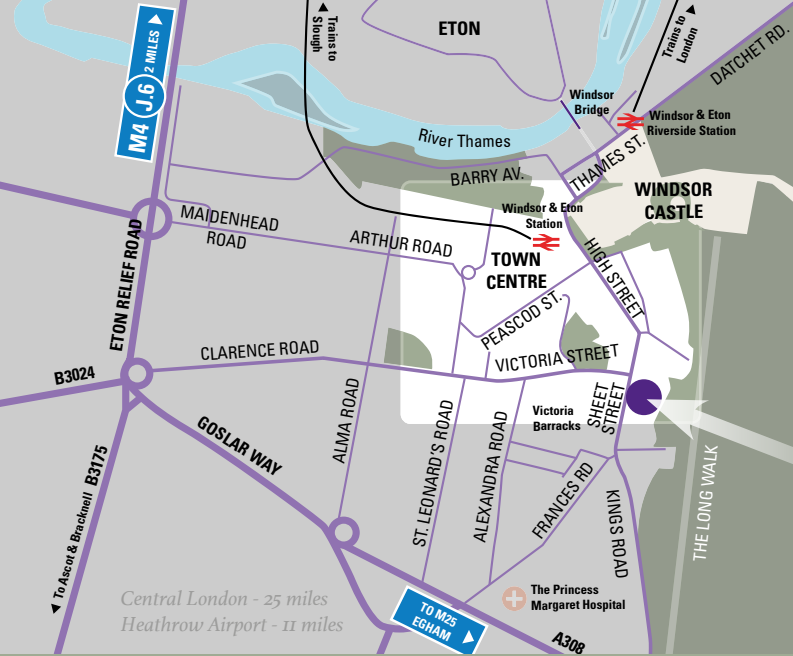 Trains to
Slough
ETON
Trains to
London
DATCHET RD.
M4 J.6 2 MILES
Windsor
Bridge
Windsor & Eton
Riverside Station
River Thames
THAMES ST.
BARRY AV.
WINDSOR
CASTLE
Windsor & Eton
Station
MAIDENHEAD
ROAD
ARTHUR ROAD
TOWN
CENTRE
HIGH STREET
ETON RELIEF ROAD
PEASCOD ST.
CLARENCE ROAD
VICTORIA STREET
B3024
SHEET
STREET
Victoria
Barracks
ALMA ROAD
ST. LEONARD'S ROAD
ALEXANDRA ROAD
GOSLAR WAY
FRANCES RD
KINGS ROAD
THE LONG WALK
To Ascot & Bracknell B3175
Central London - 25 miles
Heathrow Airport - 11 miles
TO M25
EGHAM
The Princess
Margaret Hospital
A308